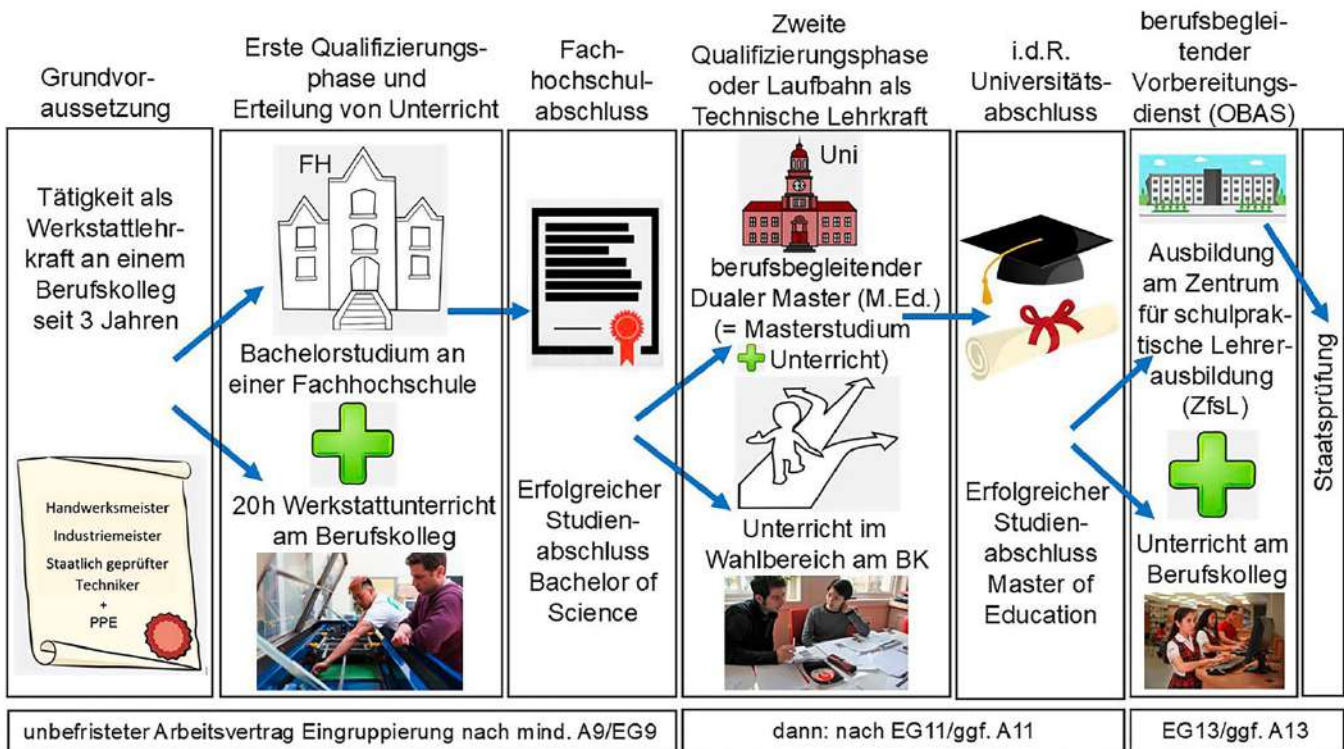 Grundvor-
aussetzung
Tätigkeit als
Werkstattlehr-
kraft an einem
Berufskolleg
seit 3 Jahren
Handwerksmeister
Industriemeister
Staatlich geprüfter
Techniker
+
PPE
Erste Qualifizierungs-
phase und
Erteilung von Unterricht
FH
Bachelorstudium an
einer Fachhochschule
20h Werkstattunterricht
am Berufskolleg
Fach-
hochschul-
abschluss
Erfolgreicher
Studien-
abschluss
Bachelor of
Science
Zweite
Qualifizierungsphase
oder Laufbahn als
Technische Lehrkraft
Uni
berufsbegleitender
Dualer Master (M.Ed.)
(= Masterstudium
Unterricht)
Unterricht im
Wahlbereich am BK
i.d.R.
Universitäts-
abschluss
Erfolgreicher
Studien-
abschluss
Master of
Education
berufsbeglei-
tender
Vorbereitungs-
dienst (OBAS)
Ausbildung
am Zentrum
für schulprak-
tische Lehrer-
ausbildung
(ZfsL)
Unterricht am
Berufskolleg
Staatsprüfung
unbefristeter Arbeitsvertrag Eingruppierung nach mind. A9/EG9
dann: nach EG11/ggf. A11
EG13/ggf. A13